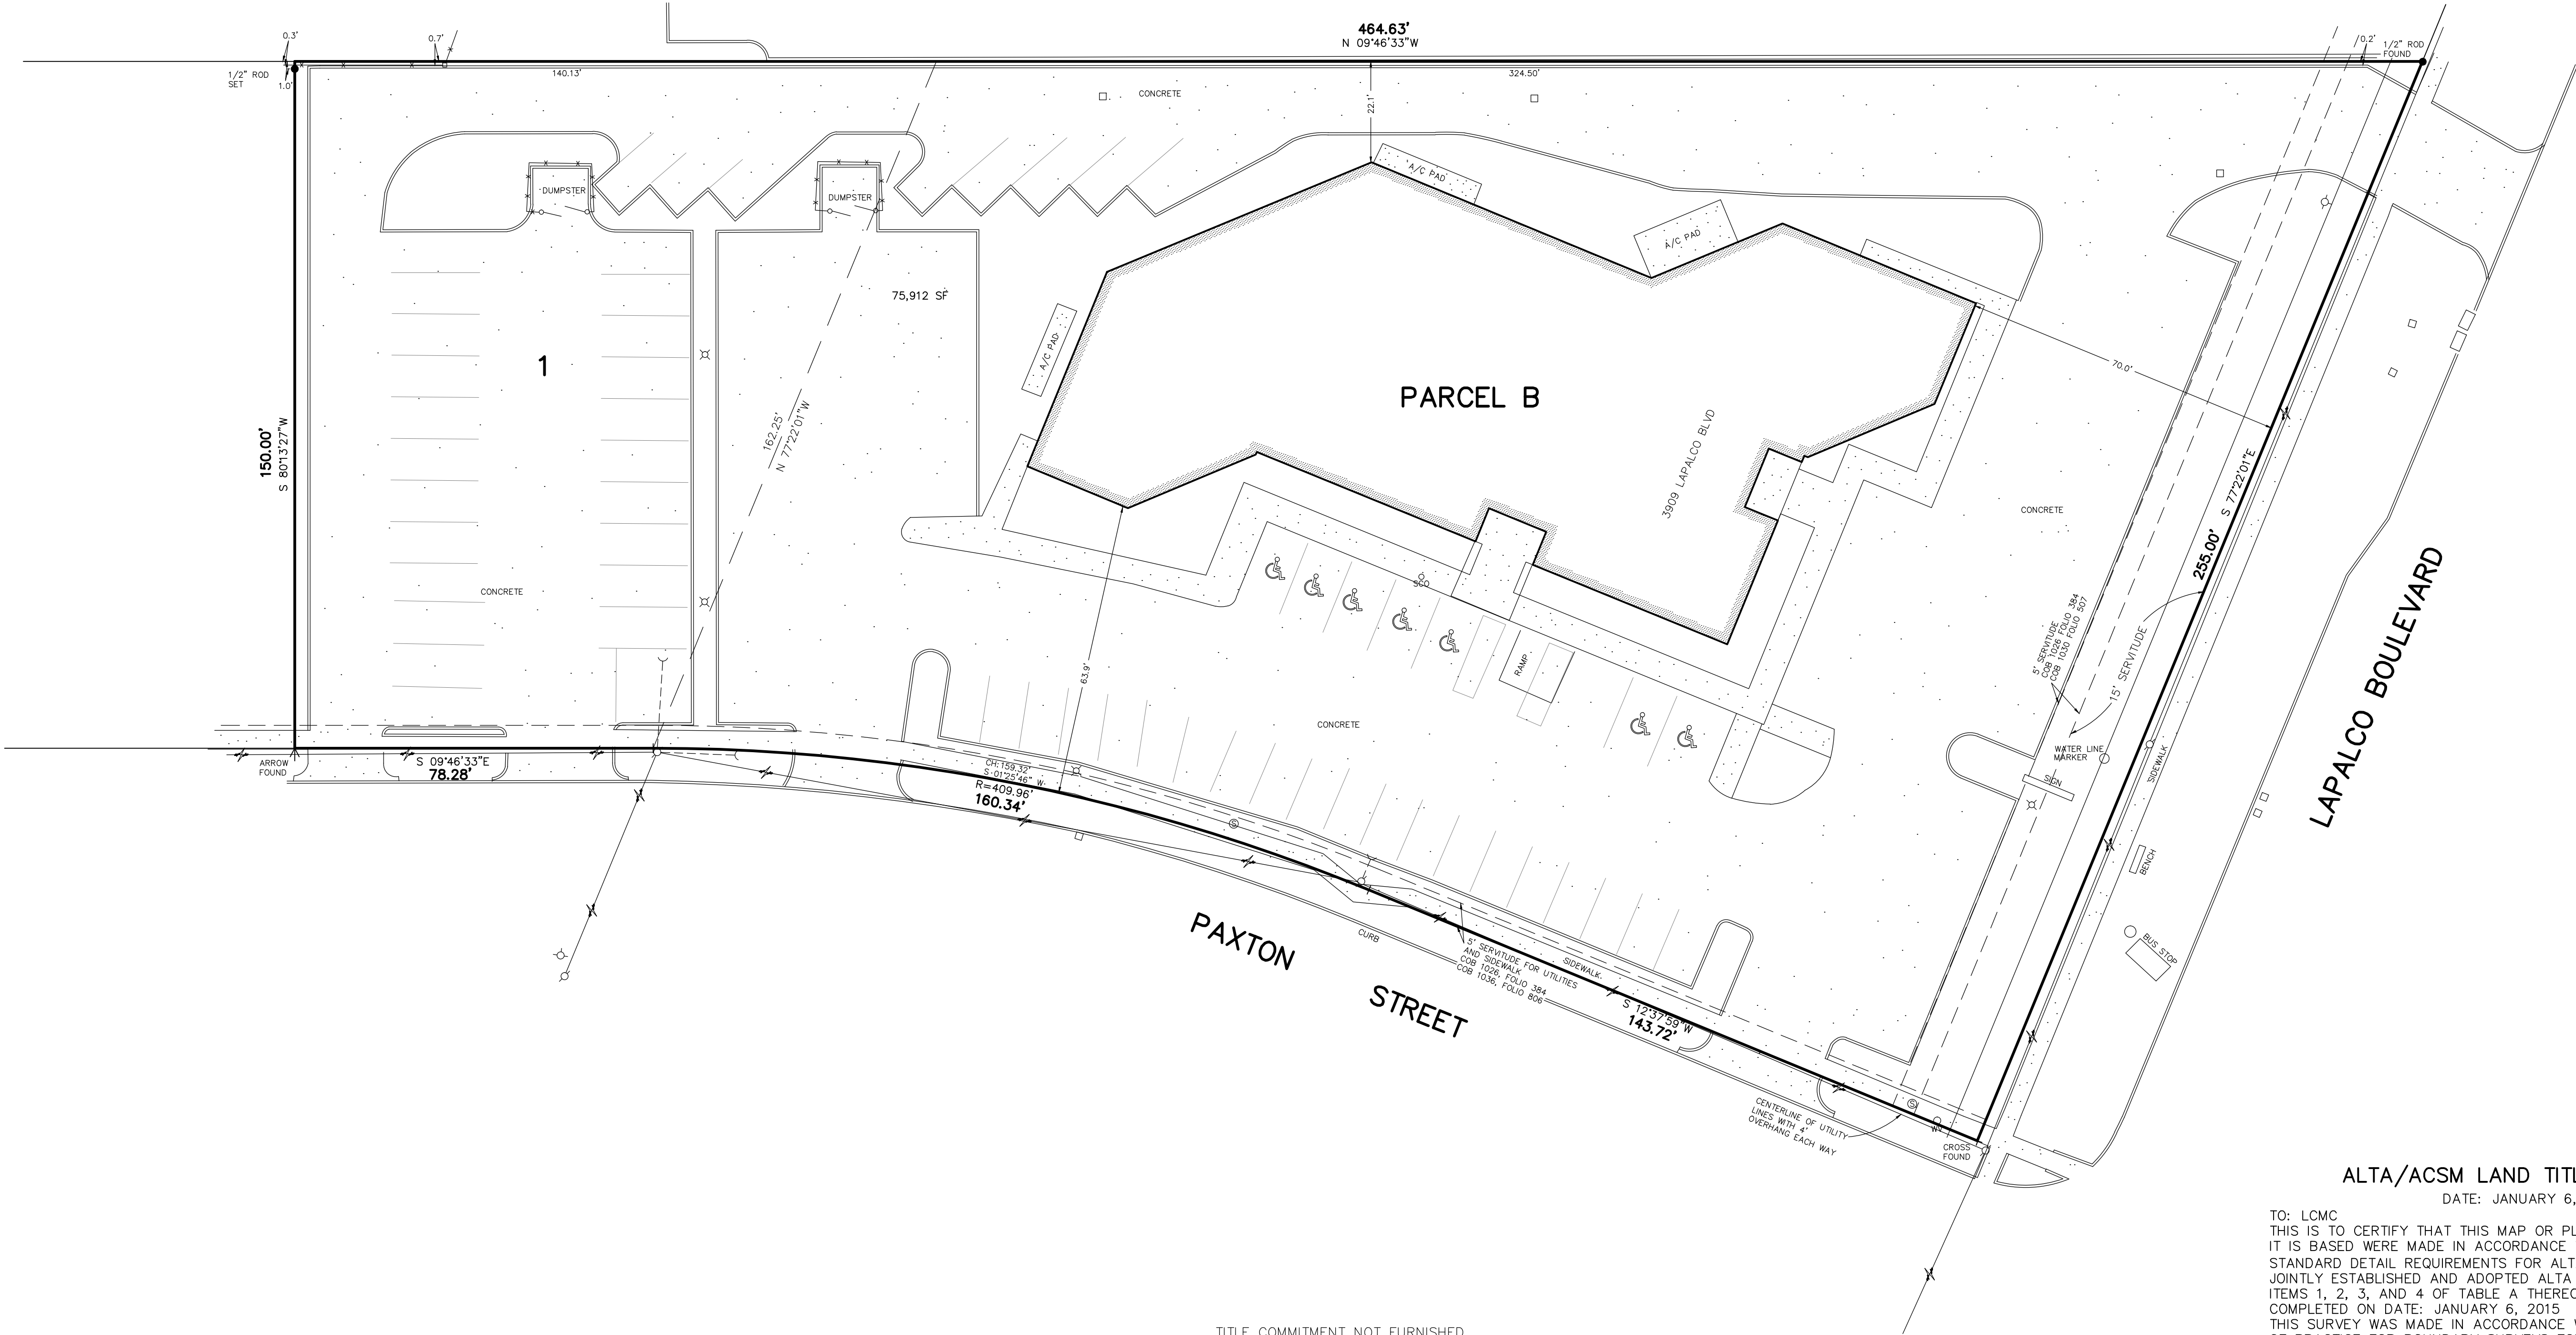 464.63'
N 09°46'33"W
0.3'
0.7'
0.2'
1/2" ROD
FOUND
1/2" ROD
SET
1.0'
140.13'
324.50'
CONCRETE
22.1'
A/C PAD
DUMPSTER
DUMPSTER
A/C PAD
75,912 SF
A/C PAD
1
PARCEL B
70.0'
3909 LAPALCO BLVD
162.25'
N 77°22'01"W
150.00'
S 80°13'27"W
CONCRETE
S 77°22'01"E
255.00'
CONCRETE
SCO
5' SERVITUDE
COB 1026 FOLIO 384
COB 1030 FOLIO 507
15' SERVITUDE
LAPALCO BOULEVARD
RAMP
63.9'
CONCRETE
WATER LINE
MARKER
SIDEWALK
SIGN
ARROW
FOUND
S 09°46'33"E
78.28'
CH:159.32'
S 01°25'46" W
R=409.96'
160.34'
S
BENCH
BUS STOP
PAXTON
STREET
CURB
5' SERVITUDE FOR UTILITIES
AND SIDEWALK
COB 1026, FOLIO 384
COB 1036, FOLIO 806
SIDEWALK
S 12°37'59"W
143.72'
CENTERLINE OF UTILITY
LINES WITH 4'
OVERHANG EACH WAY
S
WV
CROSS
FOUND
ALTA/ACSM LAND TITL
DATE: JANUARY 6,
TO: LCMC
THIS IS TO CERTIFY THAT THIS MAP OR PL
IT IS BASED WERE MADE IN ACCORDANCE
STANDARD DETAIL REQUIREMENTS FOR ALT
JOINTLY ESTABLISHED AND ADOPTED ALTA
ITEMS 1, 2, 3, AND 4 OF TABLE A THEREO
COMPLETED ON DATE: JANUARY 6, 2015
THIS SURVEY WAS MADE IN ACCORDANCE
TITLE COMMITMENT NOT FURNISHED